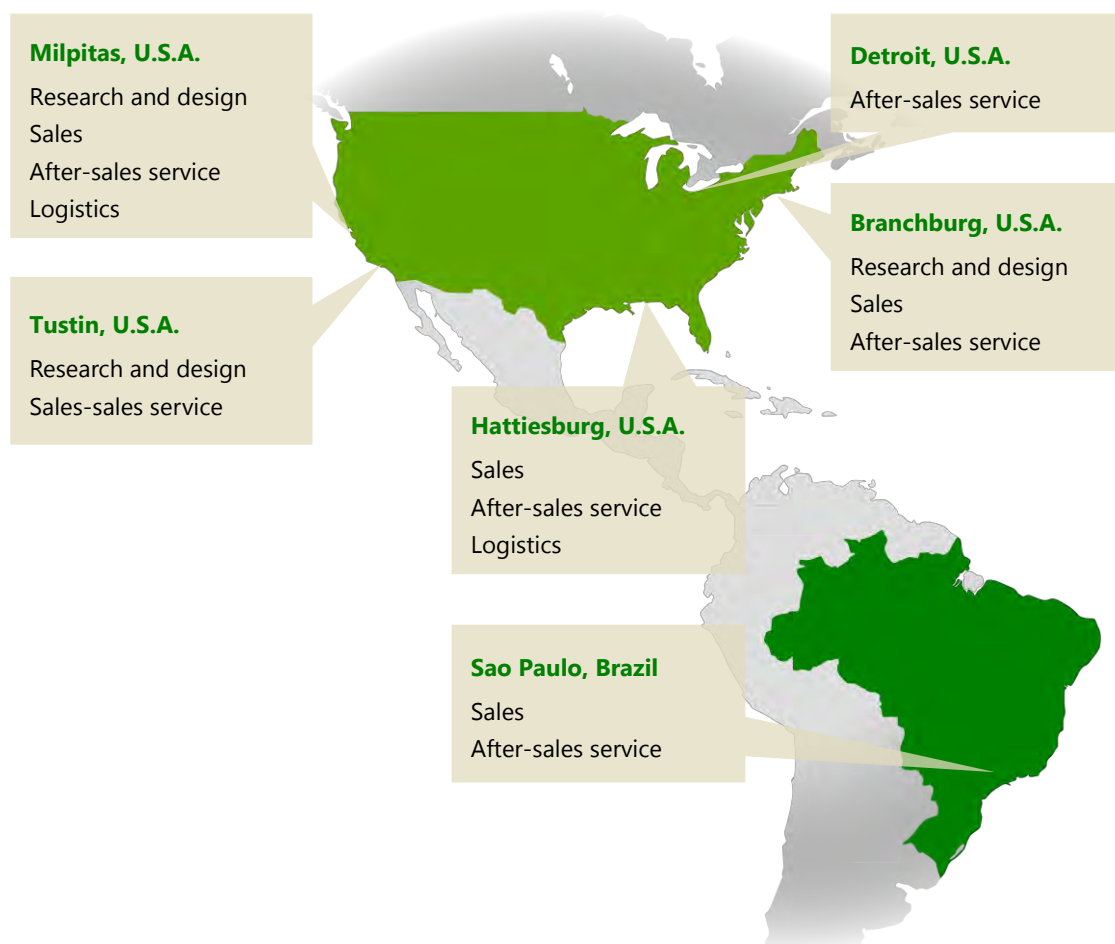 Milpitas, U.S.A.
Research and design
Sales
After-sales service
Logistics
Detroit, U.S.A.
After-sales service
Branchburg, U.S.A.
Research and design
Sales
After-sales service
Tustin, U.S.A.
Research and design
Sales-sales service
Hattiesburg, U.S.A.
Sales
After-sales service
Logistics
Sao Paulo, Brazil
Sales
After-sales service